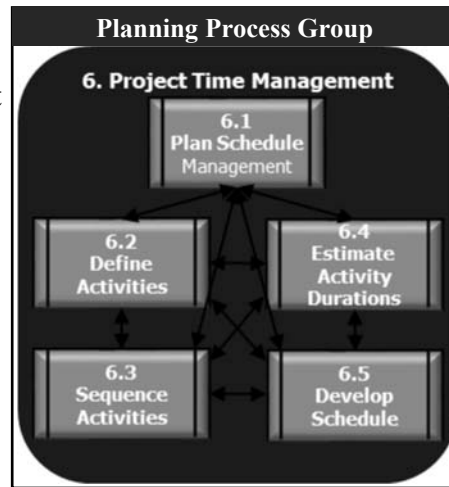 Planning Process Group
t
6. Project Time Management
6.1
Plan Schedule
Management
6.2
Define
Activities
6.4
Estimate
Activity
Durations
6.3
Sequence
Activities
6.5
Develop
Schedule